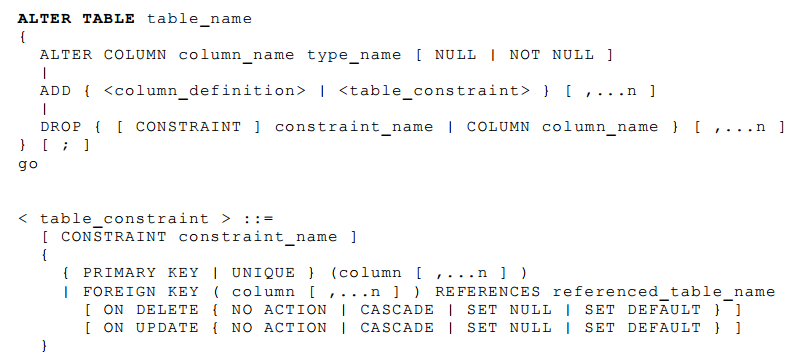 ALTER TABLE table_name
{
ALTER COLUMN column_name type_name [ NULL | NOT NULL ]
|
ADD { <column_definition> | <table_constraint> } [ ,...n ]
|
DROP { [ CONSTRAINT ] constraint_name | COLUMN column_name } [ ,...n ]
} [ ; ]
go
< table_constraint > ::=
[ CONSTRAINT constraint_name ]
{
{ PRIMARY KEY | UNIQUE } (column [ ,...n ] )
| FOREIGN KEY ( column [ ,...n ] ) REFERENCES referenced_table_name
[ ON DELETE { NO ACTION | CASCADE | SET NULL | SET DEFAULT } ]
[ ON UPDATE { NO ACTION | CASCADE | SET NULL | SET DEFAULT } ]
}